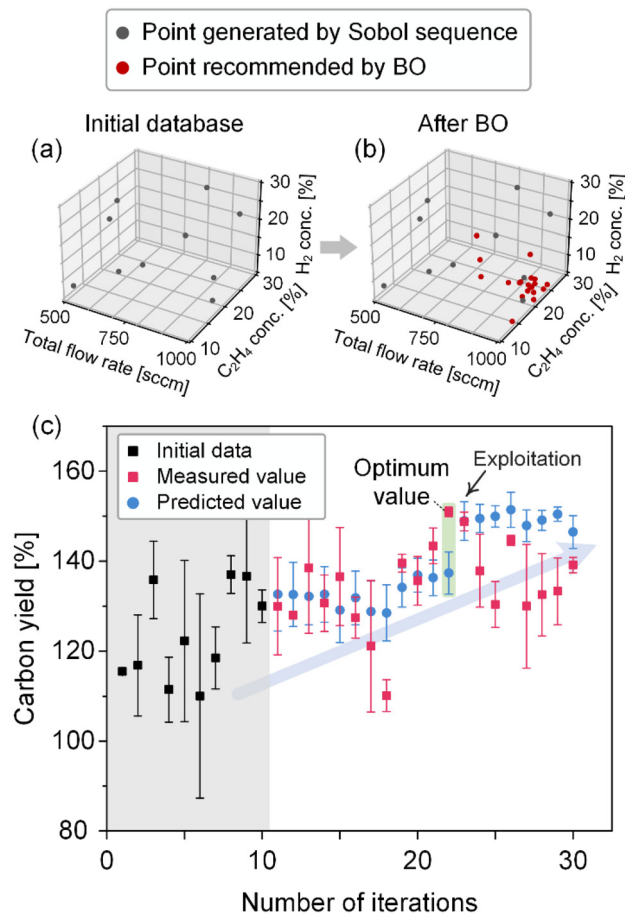 Point generated by Sobol sequence
Point recommended by BO
Initial database
After BO
(a)
(b)
30
20
10
H₂ conc. [%]
30
20
10
C₂H₄ conc. [%]
500
750
1000
Total flow rate [sccm]
30
20
10
H₂ conc. [%]
30
20
10
C₂H₄ conc. [%]
500
750
1000
Total flow rate [sccm]
(c)
Initial data
Measured value
Predicted value
Optimum
value
Exploitation
160
140
120
100
80
Carbon yield [%]
0
10
20
30
Number of iterations